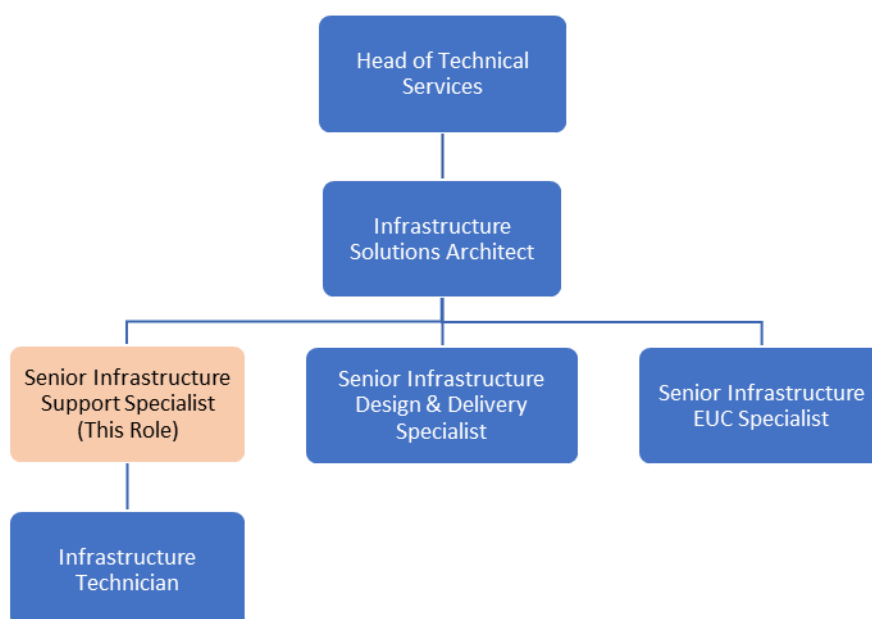 Head of Technical
Services
Infrastructure
Solutions Architect
Senior Infrastructure
Support Specialist
(This Role)
Senior Infrastructure
Design & Delivery
Specialist
Senior Infrastructure
EUC Specialist
Infrastructure
Technician